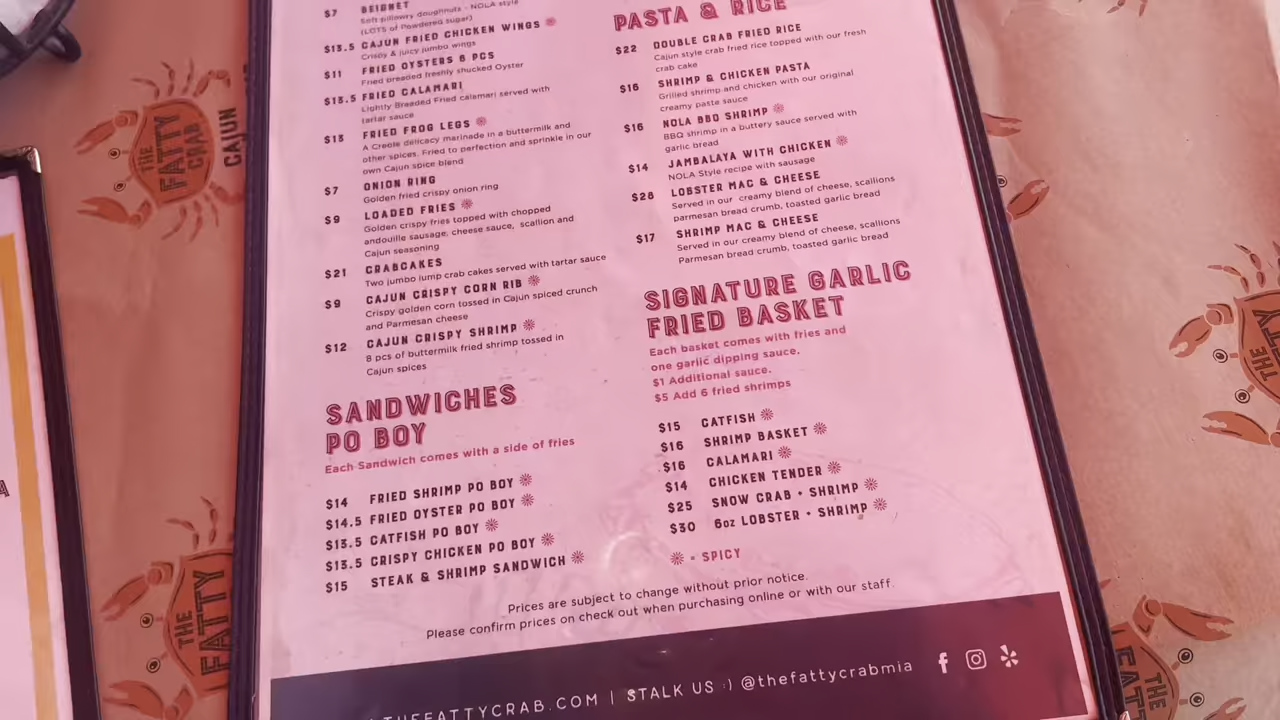 $7 BEIGNET
Soft pillowy doughnuts - NOLA style
(LOTS of Powdered sugar)
$13.5 CAJUN FRIED CHICKEN WINGS
Crispy & juicy jumbo wings
$11 FRIED OYSTERS 6 PCS
Fried breaded freshly shucked Oyster
$13.5 FRIED CALAMARI
Lightly Breaded Fried calamari served with
tartar sauce
$13 FRIED FROG LEGS
A Creole delicacy marinade in a buttermilk and
other spices. Fried to perfection and sprinkle in our
own Cajun spice blend
$7 ONION RING
Golden fried crispy onion ring
$9 LOADED FRIES
Golden crispy fries topped with chopped
andouille sausage, cheese sauce, scallion and
Cajun seasoning
$21 CRABCAKES
Two jumbo lump crab cakes served with tartar sauce
$9 CAJUN CRISPY CORN RIB
Crispy golden corn tossed in Cajun spiced crunch
and Parmesan cheese
$12 CAJUN CRISPY SHRIMP
8 pcs of buttermilk fried shrimp tossed in
Cajun spices
SANDWICHES
PO BOY
Each Sandwich comes with a side of fries
$14 FRIED SHRIMP PO BOY
$14.5 FRIED OYSTER PO BOY
$13.5 CATFISH PO BOY
$13.5 CRISPY CHICKEN PO BOY
$15 STEAK & SHRIMP SANDWICH
PASTA & RICE
$22 DOUBLE CRAB FRIED RICE
Cajun style crab fried rice topped with our fresh
crab cake
$16 SHRIMP & CHICKEN PASTA
Grilled shrimp and chicken with our original
creamy pasta sauce
$16 NOLA BBQ SHRIMP
BBQ shrimp in a buttery sauce served with
garlic bread
$14 JAMBALAYA WITH CHICKEN
NOLA Style recipe with sausage
$28 LOBSTER MAC & CHEESE
Served in our creamy blend of cheese, scallions
parmesan bread crumb, toasted garlic bread
$17 SHRIMP MAC & CHEESE
Served in our creamy blend of cheese, scallions
Parmesan bread crumb, toasted garlic bread
SIGNATURE GARLIC
FRIED BASKET
Each basket comes with fries and
one garlic dipping sauce.
$1 Additional sauce.
$5 Add 6 fried shrimps
$15 CATFISH
$16 SHRIMP BASKET
$16 CALAMARI
$14 CHICKEN TENDER
$25 SNOW CRAB + SHRIMP
$30 6oz LOBSTER + SHRIMP
= SPICY
Prices are subject to change without prior notice.
Please confirm prices on check out when purchasing online or with our staff.
THEFATTYCRAB.COM | STALK US :) @thefattycrabmia
THE
FATTY
CRAB
CAJUN
THE
FATTY
THE
FATTY